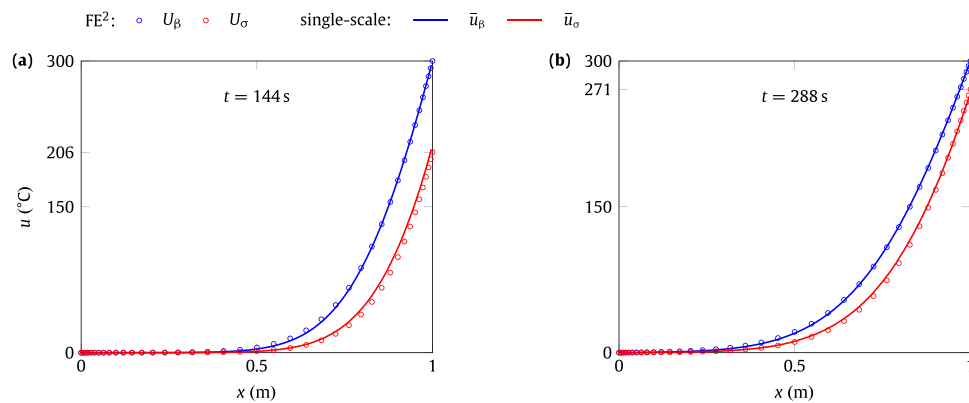 FE²: U_β U_σ single-scale: ū_β ū_σ
(a) (b)
300
t = 144 s
206
150
u (°C)
0
0 0.5 1
x (m)
300
271
t = 288 s
150
0
0 0.5 1
x (m)